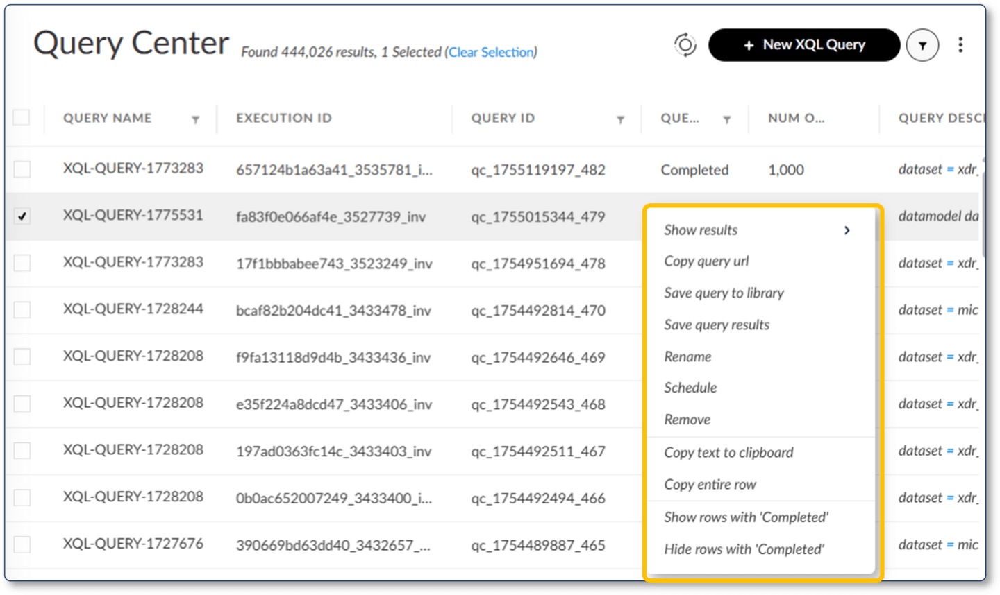 Query Center
Found 444,026 results, 1 Selected (Clear Selection)
+ New XQL Query
QUERY NAME EXECUTION ID QUERY ID QUE... NUM O... QUERY DESC
XQL-QUERY-1773283 657124b1a63a41_3535781_i... qc_1755119197_482 Completed 1,000 dataset = xdr_
XQL-QUERY-1775531 fa83f0e066af4e_3527739_inv qc_1755015344_479 datamodel da
XQL-QUERY-1773283 17f1bbbabee743_3523249_inv qc_1754951694_478 dataset = xdr_
XQL-QUERY-1728244 bcaf82b204dc41_3433478_inv qc_1754492814_470 dataset = mic
XQL-QUERY-1728208 f9fa13118d9d4b_3433436_inv qc_1754492646_469 dataset = xdr_
XQL-QUERY-1728208 e35f224a8dcd47_3433406_inv qc_1754492543_468 dataset = xdr_
XQL-QUERY-1728208 197ad0363fc14c_3433403_inv qc_1754492511_467 dataset = xdr_
XQL-QUERY-1728208 0b0ac652007249_3433400_i... qc_1754492494_466 dataset = xdr_
XQL-QUERY-1727676 390669bd63dd40_3432657_... qc_1754489887_465 dataset = mic
Show results
Copy query url
Save query to library
Save query results
Rename
Schedule
Remove
Copy text to clipboard
Copy entire row
Show rows with 'Completed'
Hide rows with 'Completed'